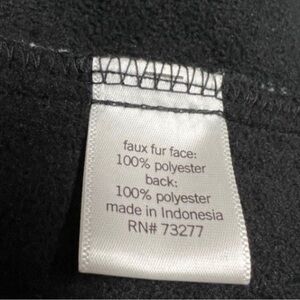 faux fur face:
100% polyester
back:
100% polyester
made in Indonesia
RN# 73277